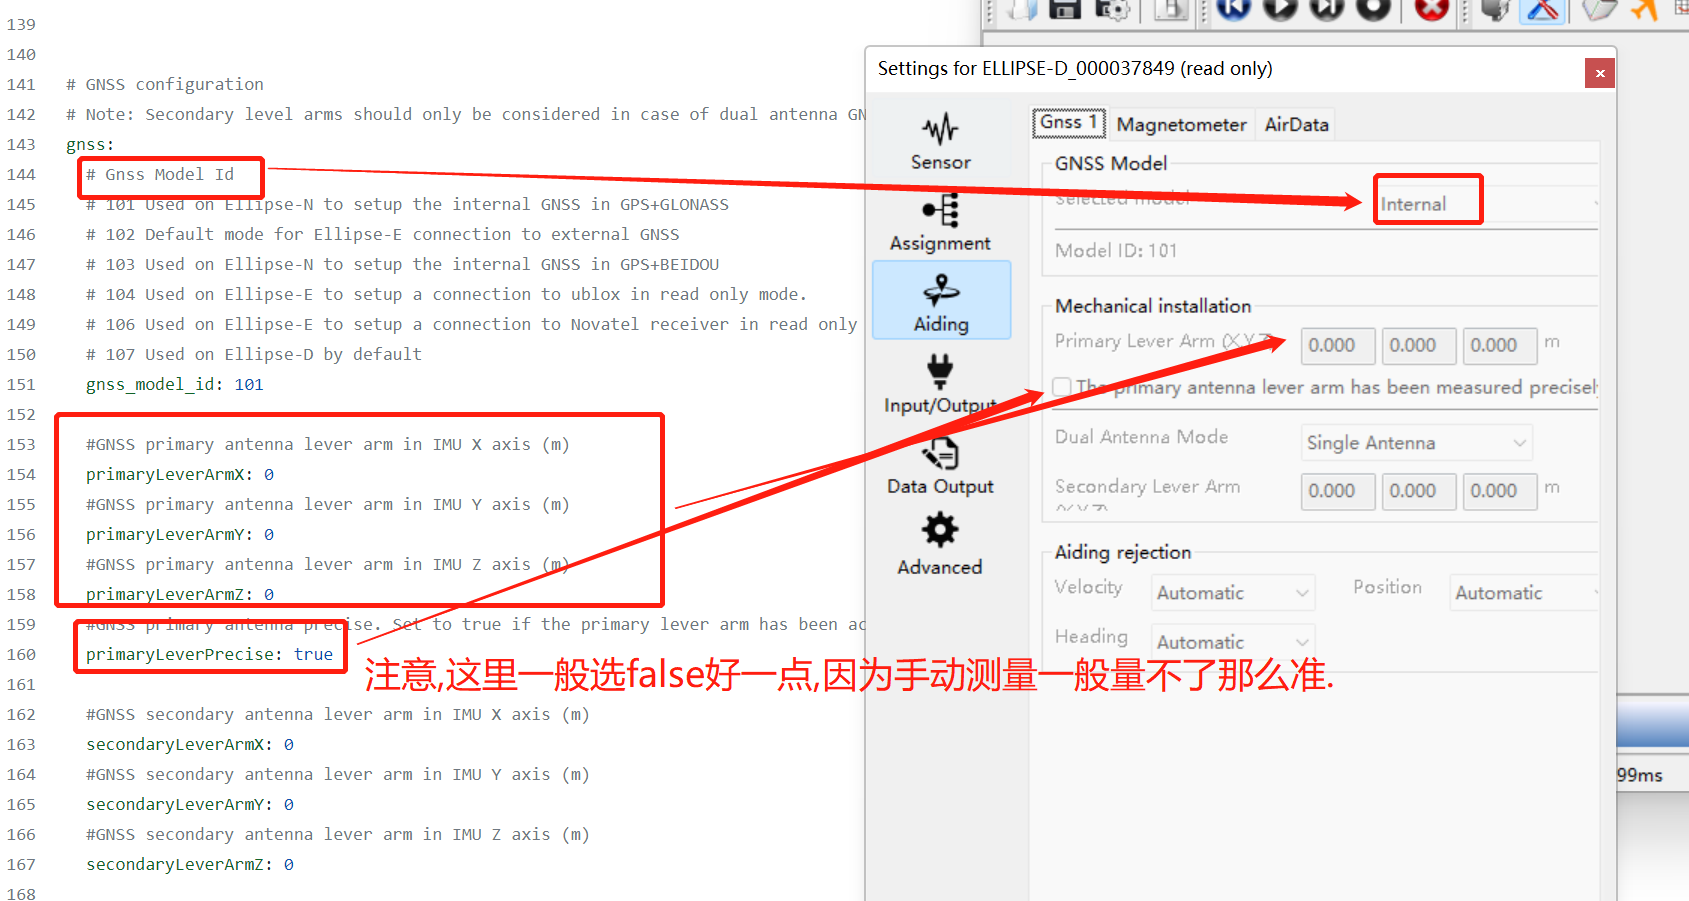 139
140
141 # GNSS configuration
142 # Note: Secondary level arms should only be considered in case of dual antenna GN
143 gnss:
144 # Gnss Model Id
145 # 101 Used on Ellipse-N to setup the internal GNSS in GPS+GLONASS
146 # 102 Default mode for Ellipse-E connection to external GNSS
147 # 103 Used on Ellipse-N to setup the internal GNSS in GPS+BEIDOU
148 # 104 Used on Ellipse-E to setup a connection to ublox in read only mode.
149 # 106 Used on Ellipse-E to setup a connection to Novatel receiver in read only
150 # 107 Used on Ellipse-D by default
151 gnss_model_id: 101
152
153 #GNSS primary antenna lever arm in IMU X axis (m)
154 primaryLeverArmX: 0
155 #GNSS primary antenna lever arm in IMU Y axis (m)
156 primaryLeverArmY: 0
157 #GNSS primary antenna lever arm in IMU Z axis (m)
158 primaryLeverArmZ: 0
159 #GNSS primary antenna precise. Set to true if the primary lever arm has been ac
160 primaryLeverPrecise: true
注意,这里一般选false好一点,因为手动测量一般量不了那么准.
161
162 #GNSS secondary antenna lever arm in IMU X axis (m)
163 secondaryLeverArmX: 0
164 #GNSS secondary antenna lever arm in IMU Y axis (m)
165 secondaryLeverArmY: 0
166 #GNSS secondary antenna lever arm in IMU Z axis (m)
167 secondaryLeverArmZ: 0
168
Settings for ELLIPSE-D_000037849 (read only)
Sensor
Assignment
Aiding
Input/Output
Data Output
Advanced
Gnss 1 Magnetometer AirData
GNSS Model
Selected model Internal
Model ID: 101
Mechanical installation
Primary Lever Arm (X,Y,Z) 0.000 0.000 0.000 m
The primary antenna lever arm has been measured precisel
Dual Antenna Mode Single Antenna
Secondary Lever Arm 0.000 0.000 0.000 m
(X,Y,Z)
Aiding rejection
Velocity Automatic Position Automatic
Heading Automatic
99ms